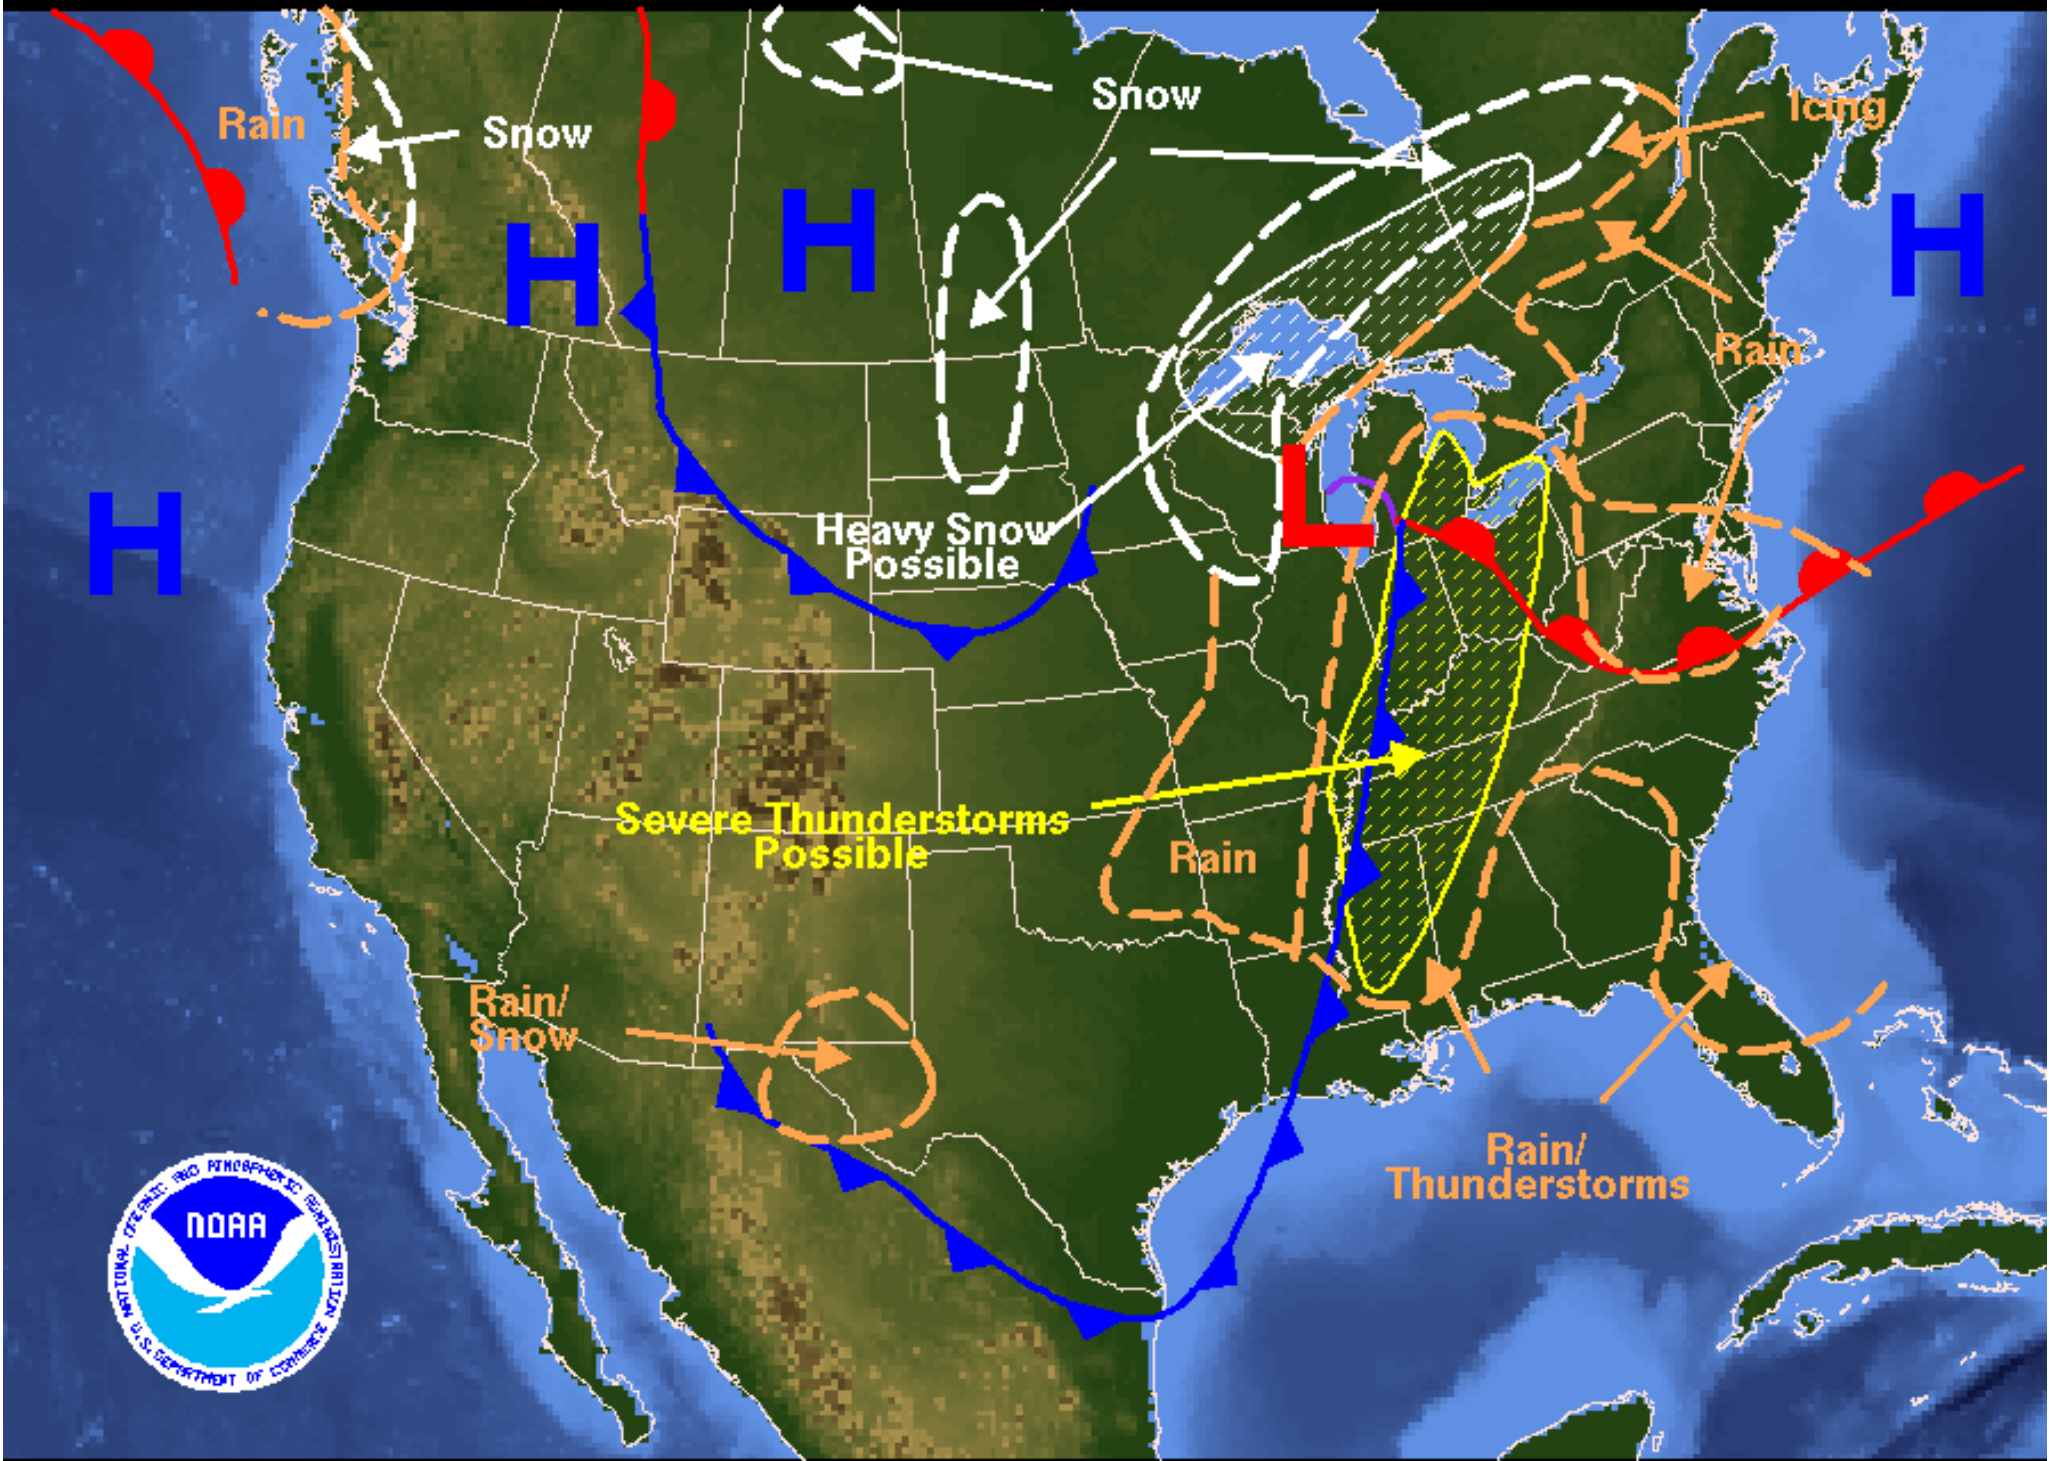 Snow
Rain
Snow
Icing
H
H
H
H
Rain
L
Heavy Snow
Possible
Severe Thunderstorms
Possible
Rain
Rain/
Snow
Rain/
Thunderstorms
NATIONAL OCEANIC AND ATMOSPHERIC ADMINISTRATION
NOAA
U.S. DEPARTMENT OF COMMERCE